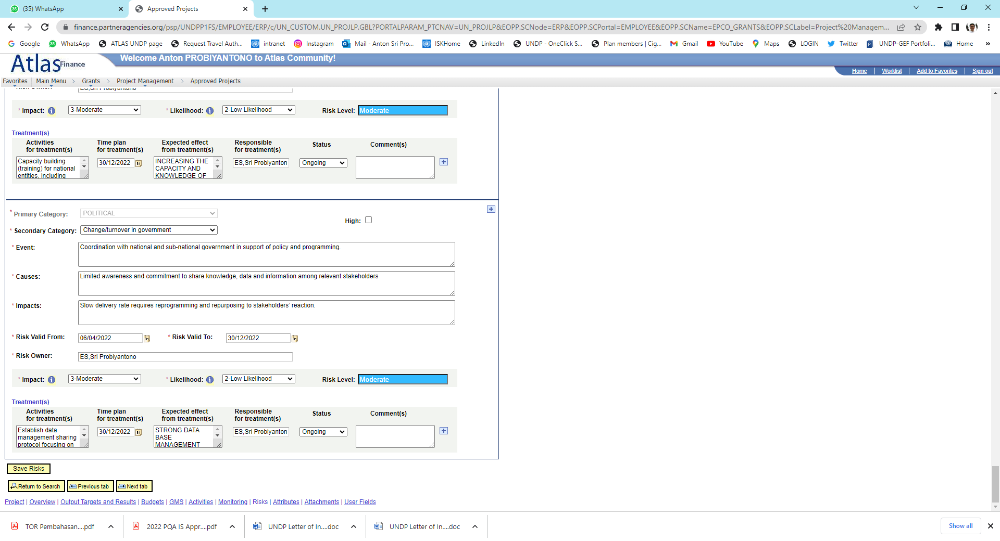 (35) WhatsApp
Approved Projects
finance.partneragencies.org/psp/UNDPP1FS/EMPLOYEE/ERP/c/UN_CUSTOM.UN_PROJLP.GBL?PORTALPARAM_PTCNAV=UN_PROJLP&EOPP.SCNode=ERP&EOPP.SCPortal=EMPLOYEE&EOPP.SCName=EPCO_GRANTS&EOPP.SCLabel=Project%20Managem...
Google WhatsApp ATLAS UNDP page Request Travel Auth... intranet Instagram Mail - Anton Sri Pro... ISKHome LinkedIn UNDP - OneClick S... Plan members | Cig... Gmail YouTube Maps LOGIN Twitter UNDP-GEF Portfoli... Home »
Atlas Finance
Welcome Anton PROBIYANTONO to Atlas Community!
Home | Worklist | Add to Favorites | Sign out
Favorites Main Menu > Grants > Project Management > Approved Projects
ES,Sri Probiyantono
* Impact: 3-Moderate * Likelihood: 2-Low Likelihood Risk Level: Moderate
Treatment(s)
Activities Time plan Expected effect Responsible Status Comment(s)
for treatment(s) for treatment(s) from treatment(s) for treatment(s)
Capacity building 30/12/2022 31 INCREASING THE ES,Sri Probiyanton Ongoing
(training) for national CAPACITY AND
entities, including KNOWLEDGE OF
* Primary Category: POLITICAL
High:
* Secondary Category: Change/turnover in government
* Event: Coordination with national and sub-national government in support of policy and programming.
* Causes: Limited awareness and commitment to share knowledge, data and information among relevant stakeholders
* Impacts: Slow delivery rate requires reprogramming and repurposing to stakeholders’ reaction.
* Risk Valid From: 06/04/2022 31 * Risk Valid To: 30/12/2022 31
* Risk Owner: ES,Sri Probiyantono
* Impact: 3-Moderate * Likelihood: 2-Low Likelihood Risk Level: Moderate
Treatment(s)
Activities Time plan Expected effect Responsible Status Comment(s)
for treatment(s) for treatment(s) from treatment(s) for treatment(s)
Establish data 30/12/2022 31 STRONG DATA ES,Sri Probiyanton Ongoing
management sharing BASE
protocol focusing on MANAGEMENT
Save Risks
Return to Search Previous tab Next tab
Project | Overview | Output Targets and Results | Budgets | GMS | Activities | Monitoring | Risks | Attributes | Attachments | User Fields
TOR Pembahasan....pdf 2022 PQA IS Appr....pdf UNDP Letter of In....doc UNDP Letter of In....doc Show all